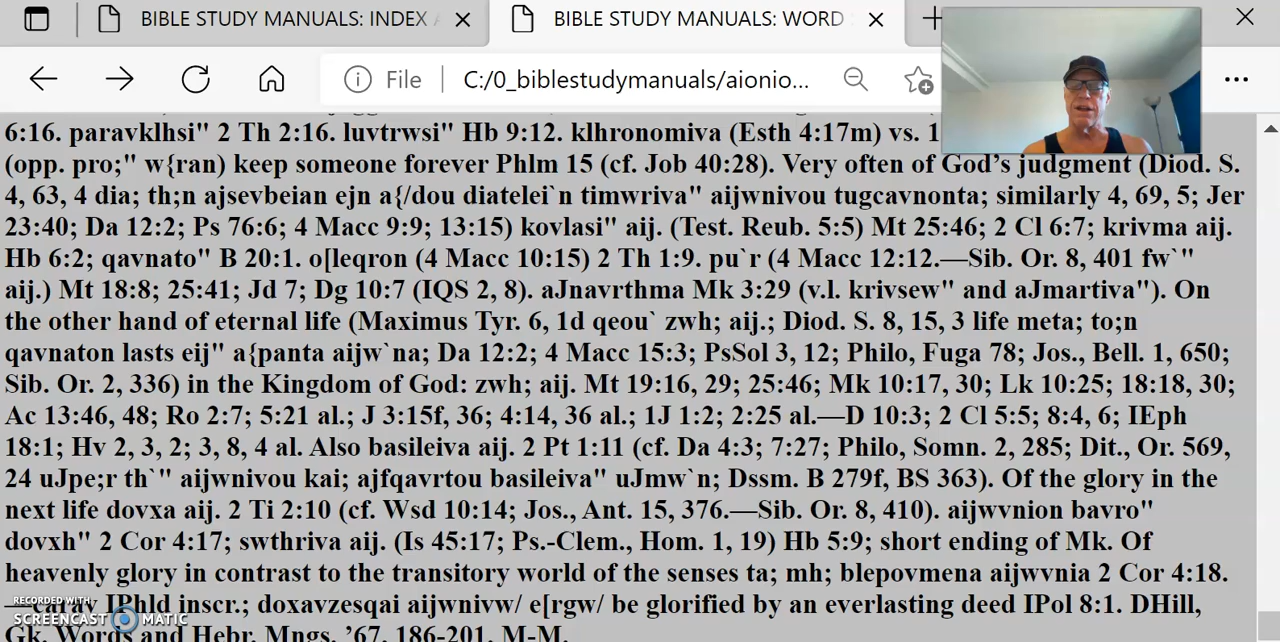 BIBLE STUDY MANUALS: INDEX
BIBLE STUDY MANUALS: WORD
File
C:/0_biblestudymanuals/aionio...
6:16. paravklhsi" 2 Th 2:16. luvtrwsi" Hb 9:12. klhronomiva (Esth 4:17m) vs. 1
(opp. pro;" w{ran) keep someone forever Phlm 15 (cf. Job 40:28). Very often of God’s judgment (Diod. S.
4, 63, 4 dia; th;n ajsevbeian ejn a{/dou diatelei`n timwriva" aijwnivou tugcavnonta; similarly 4, 69, 5; Jer
23:40; Da 12:2; Ps 76:6; 4 Macc 9:9; 13:15) kovlasi" aij. (Test. Reub. 5:5) Mt 25:46; 2 Cl 6:7; krivma aij.
Hb 6:2; qavnato" B 20:1. o[leqron (4 Macc 10:15) 2 Th 1:9. pu`r (4 Macc 12:12.—Sib. Or. 8, 401 fw`"
aij.) Mt 18:8; 25:41; Jd 7; Dg 10:7 (IQS 2, 8). aJnavrthma Mk 3:29 (v.l. krivsew" and aJmartiva"). On
the other hand of eternal life (Maximus Tyr. 6, 1d qeou` zwh; aij.; Diod. S. 8, 15, 3 life meta; to;n
qavnaton lasts eij" a{panta aijw`na; Da 12:2; 4 Macc 15:3; PsSol 3, 12; Philo, Fuga 78; Jos., Bell. 1, 650;
Sib. Or. 2, 336) in the Kingdom of God: zwh; aij. Mt 19:16, 29; 25:46; Mk 10:17, 30; Lk 10:25; 18:18, 30;
Ac 13:46, 48; Ro 2:7; 5:21 al.; J 3:15f, 36; 4:14, 36 al.; 1J 1:2; 2:25 al.—D 10:3; 2 Cl 5:5; 8:4, 6; IEph
18:1; Hv 2, 3, 2; 3, 8, 4 al. Also basileiva aij. 2 Pt 1:11 (cf. Da 4:3; 7:27; Philo, Somn. 2, 285; Dit., Or. 569,
24 uJpe;r th`" aijwnivou kai; ajfqavrtou basileiva" uJmw`n; Dssm. B 279f, BS 363). Of the glory in the
next life dovxa aij. 2 Ti 2:10 (cf. Wsd 10:14; Jos., Ant. 15, 376.—Sib. Or. 8, 410). aijwvnion bavro"
dovxh" 2 Cor 4:17; swthriva aij. (Is 45:17; Ps.-Clem., Hom. 1, 19) Hb 5:9; short ending of Mk. Of
heavenly glory in contrast to the transitory world of the senses ta; mh; blepovmena aijwvnia 2 Cor 4:18.
—carav IPhld inscr.; doxavzesqai aijwnivw/ e[rgw/ be glorified by an everlasting deed IPol 8:1. DHill,
Gk. Words and Hebr. Mngs. ’67, 186-201. M-M.
RECORDED WITH
SCREENCAST MATIC